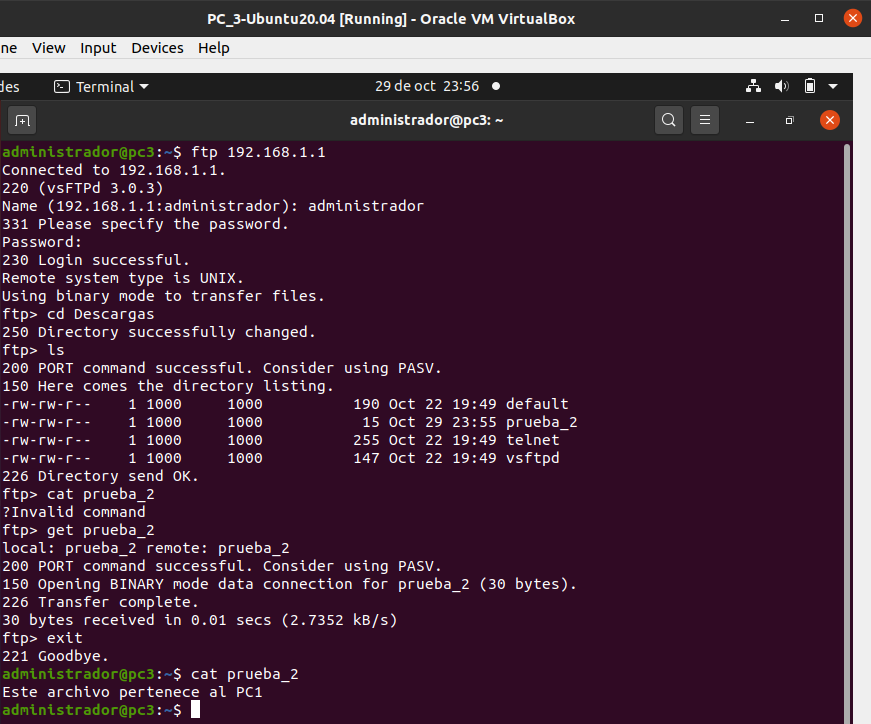 PC_3-Ubuntu20.04 [Running] - Oracle VM VirtualBox
ne View Input Devices Help
des Terminal 29 de oct 23:56
administrador@pc3: ~
administrador@pc3:~$ ftp 192.168.1.1
Connected to 192.168.1.1.
220 (vsFTPd 3.0.3)
Name (192.168.1.1:administrador): administrador
331 Please specify the password.
Password:
230 Login successful.
Remote system type is UNIX.
Using binary mode to transfer files.
ftp> cd Descargas
250 Directory successfully changed.
ftp> ls
200 PORT command successful. Consider using PASV.
150 Here comes the directory listing.
-rw-rw-r--    1 1000     1000          190 Oct 22 19:49 default
-rw-rw-r--    1 1000     1000           15 Oct 29 23:55 prueba_2
-rw-rw-r--    1 1000     1000          255 Oct 22 19:49 telnet
-rw-rw-r--    1 1000     1000          147 Oct 22 19:49 vsftpd
226 Directory send OK.
ftp> cat prueba_2
?Invalid command
ftp> get prueba_2
local: prueba_2 remote: prueba_2
200 PORT command successful. Consider using PASV.
150 Opening BINARY mode data connection for prueba_2 (30 bytes).
226 Transfer complete.
30 bytes received in 0.01 secs (2.7352 kB/s)
ftp> exit
221 Goodbye.
administrador@pc3:~$ cat prueba_2
Este archivo pertenece al PC1
administrador@pc3:~$